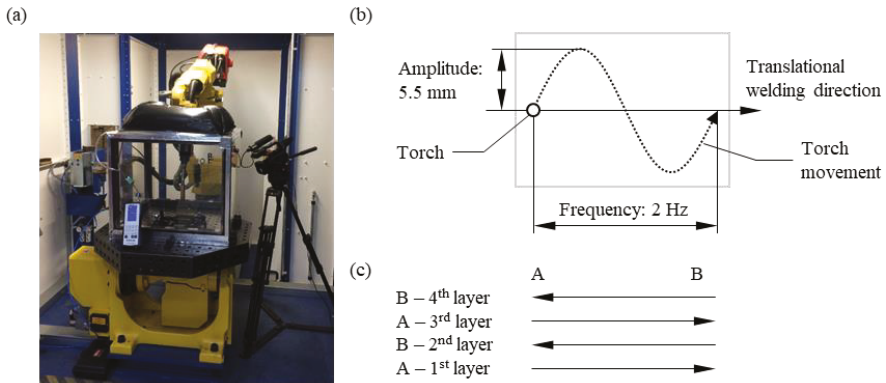 (a)
(b)
Amplitude:
5.5 mm
Translational
welding direction
Torch
Torch
movement
Frequency: 2 Hz
(c)
A B
B – 4th layer
A – 3rd layer
B – 2nd layer
A – 1st layer